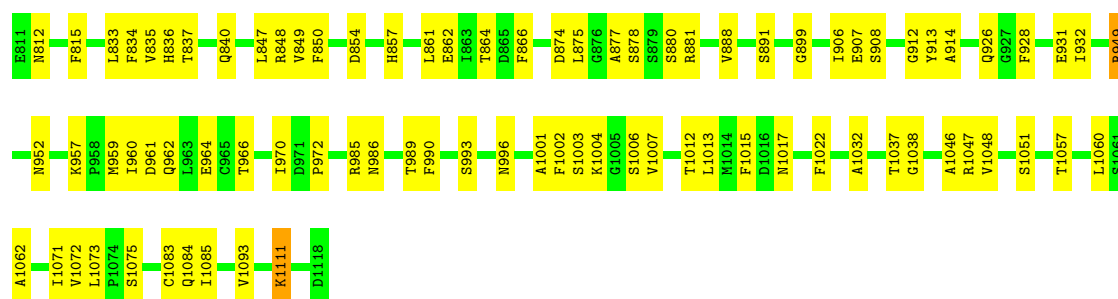 E811 N812 F815 L833 F834 V835 H836 T837 Q840 L847 R848 V849 F850 D854 H857 L861 E862 I863 T864 D865 F866 D874 L875 G876 A877 S878 S879 S880 R881 V888 S891 G899 I906 E907 S908 G912 Y913 A914 Q926 G927 F928 E931 I932 R949
N952 K957 P958 M959 I960 D961 Q962 L963 E964 C965 T966 I970 D971 P972 R985 N986 T989 F990 S993 N996 A1001 F1002 S1003 K1004 G1005 S1006 V1007 T1012 L1013 M1014 F1015 D1016 N1017 F1022 A1032 T1037 G1038 A1046 R1047 V1048 S1051 T1057 L1060 S1061
A1062 I1071 V1072 L1073 P1074 S1075 C1083 Q1084 I1085 V1093 K1111 D1118